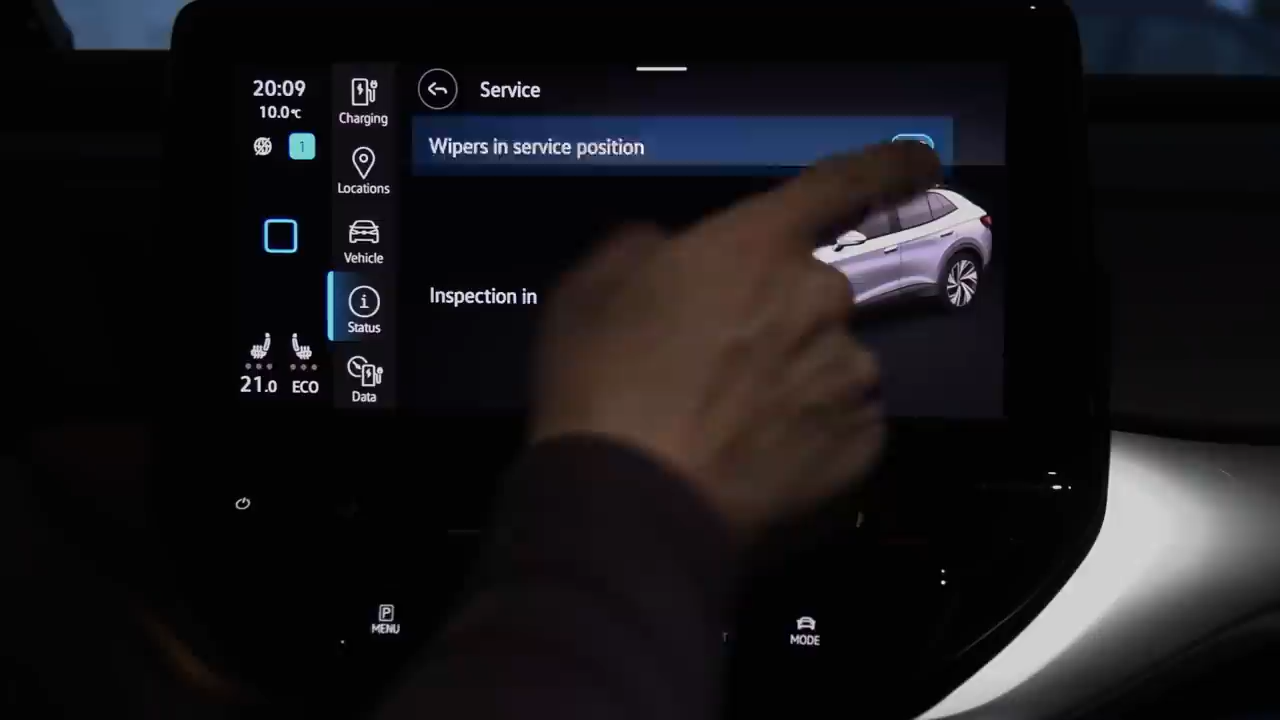 20:09
10.0°C
1
Charging
Locations
Vehicle
i
Status
Data
Service
Wipers in service position
Inspection in
21.0 ECO
P
MENU
MODE